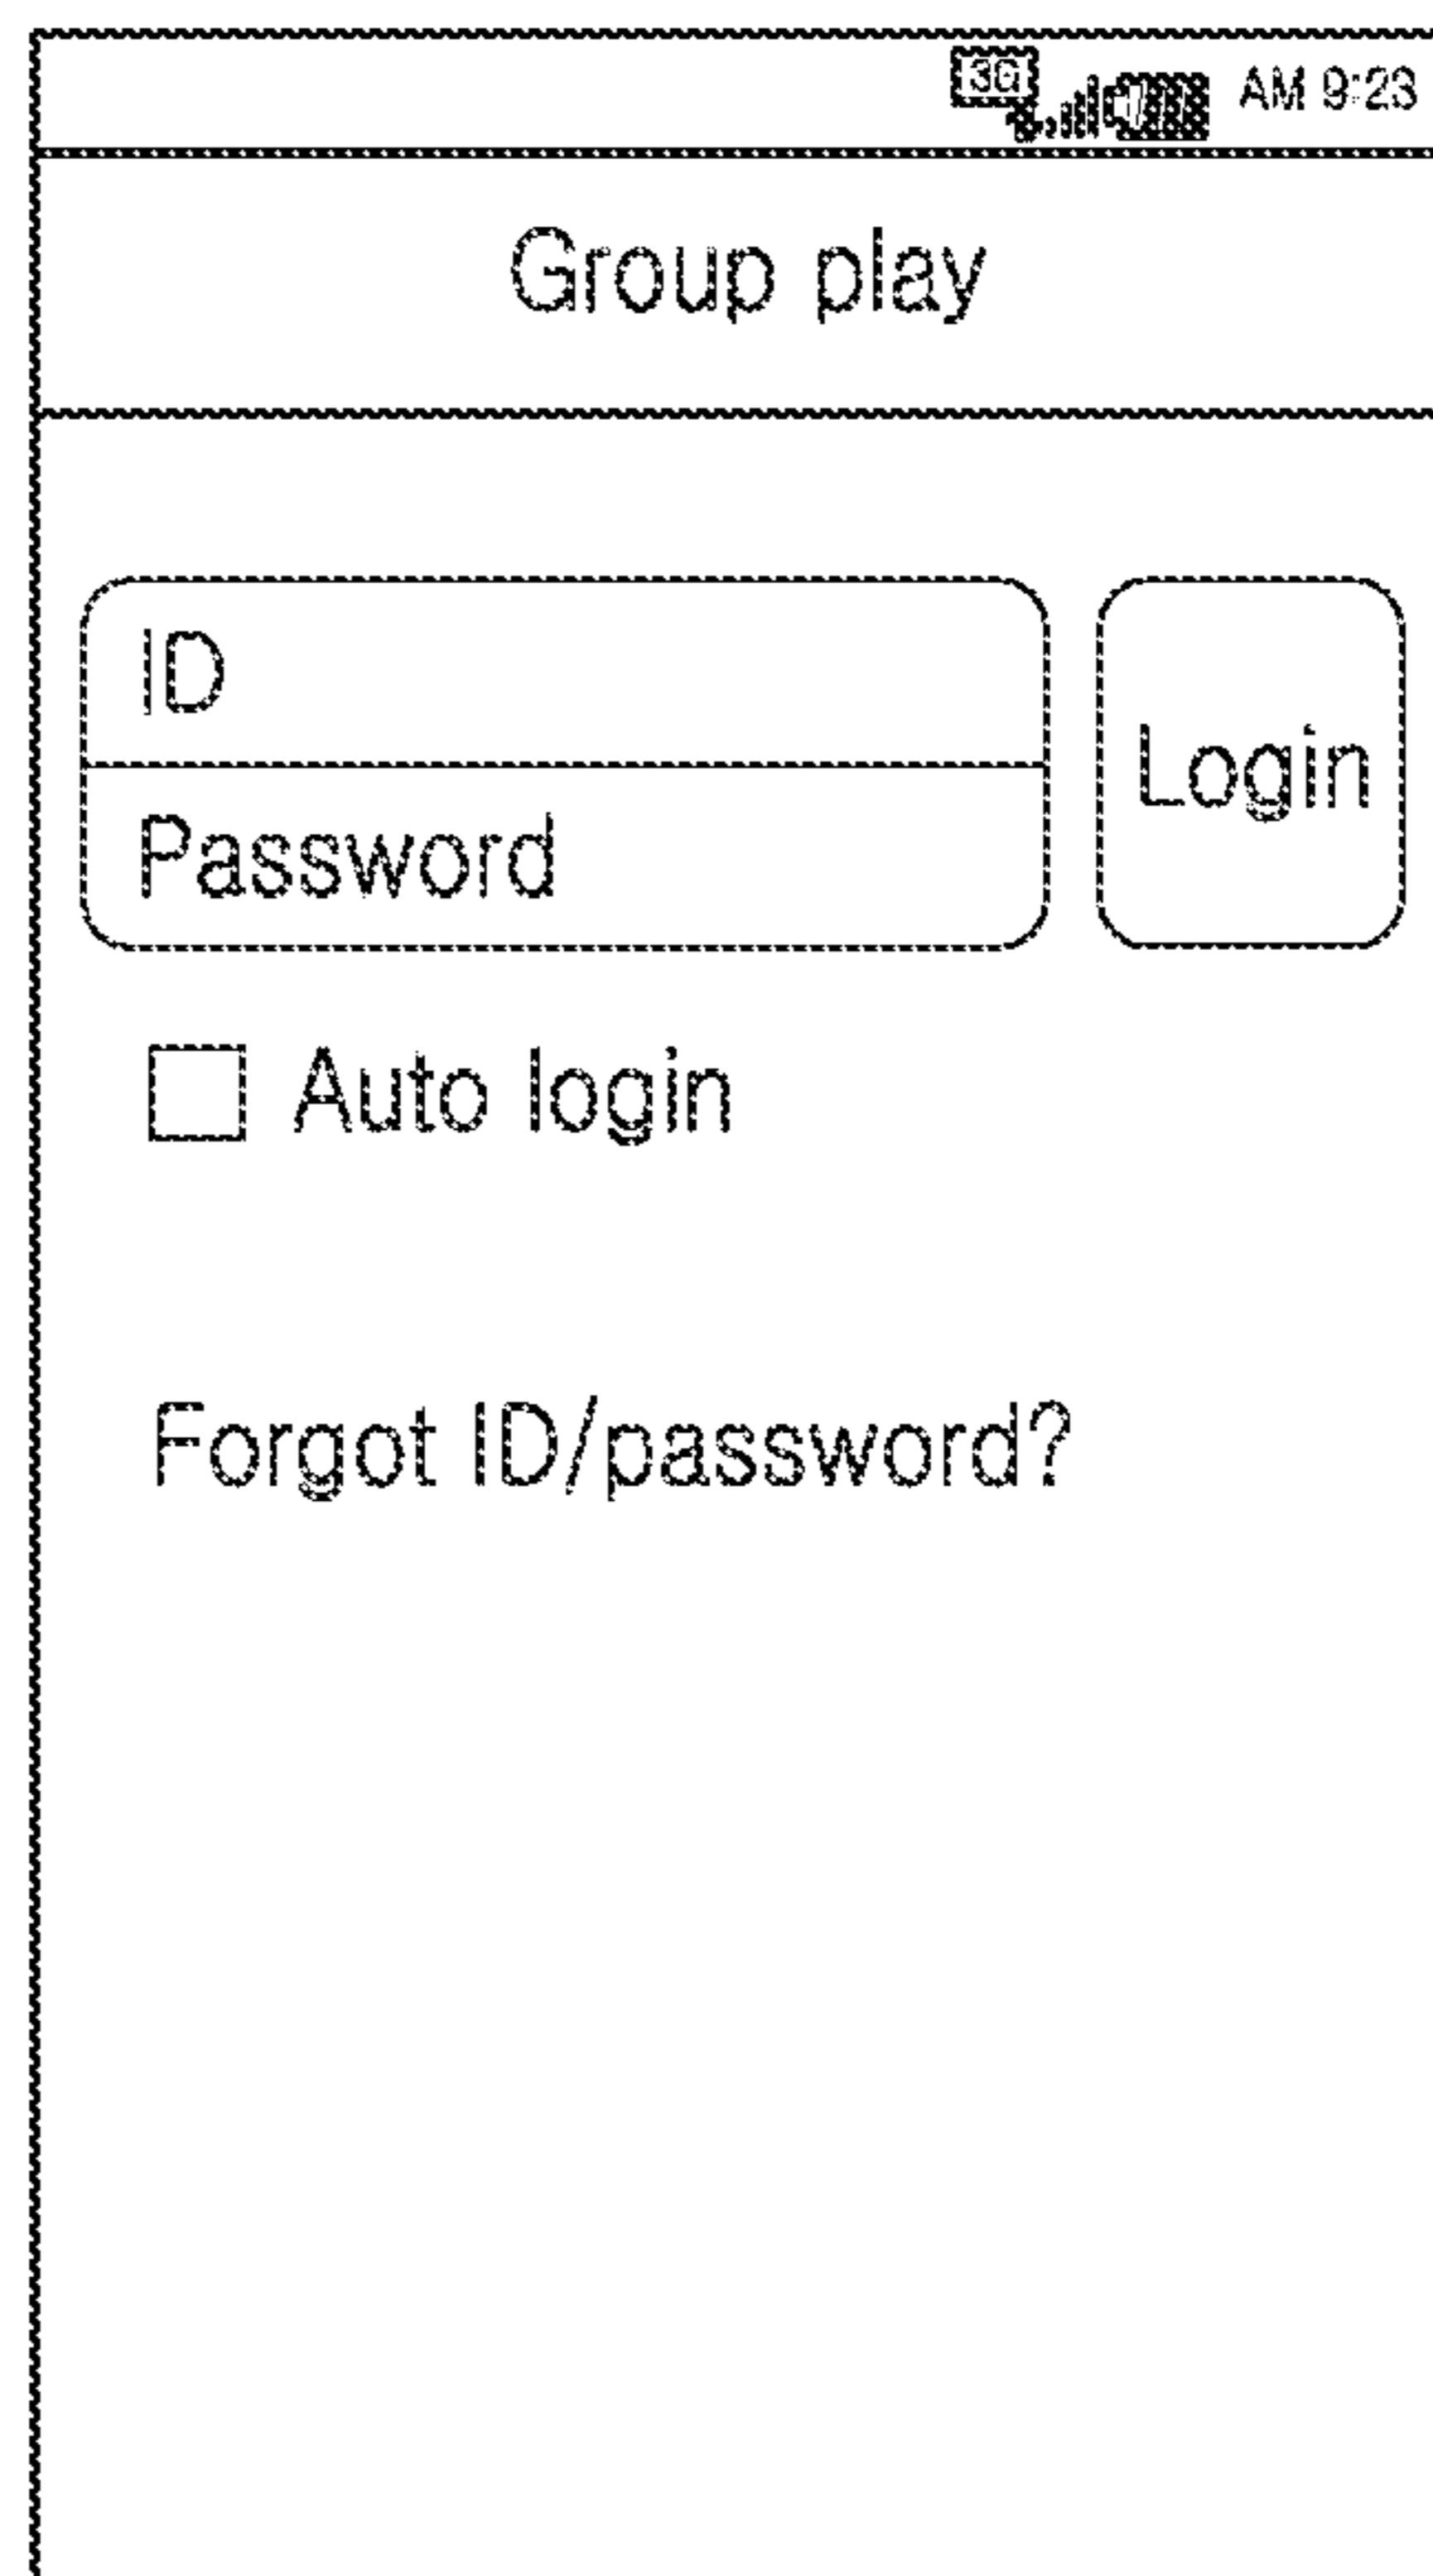 3G AM 9:23
Group play
ID
Password
Login
Auto login
Forgot ID/password?